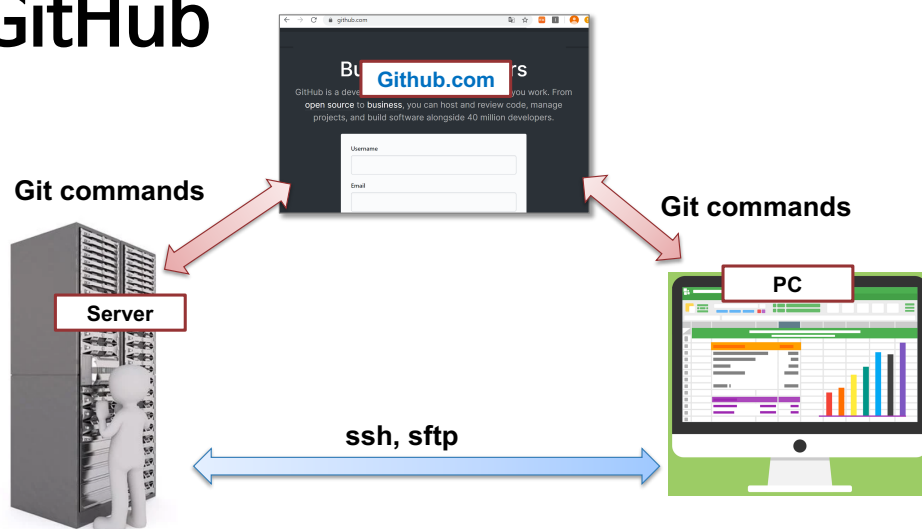 GitHub
github.com
Bu rs
Github.com
GitHub is a deve you work. From
open source to business, you can host and review code, manage
projects, and build software alongside 40 million developers.
Username
Email
Git commands
Git commands
Server
PC
ssh, sftp